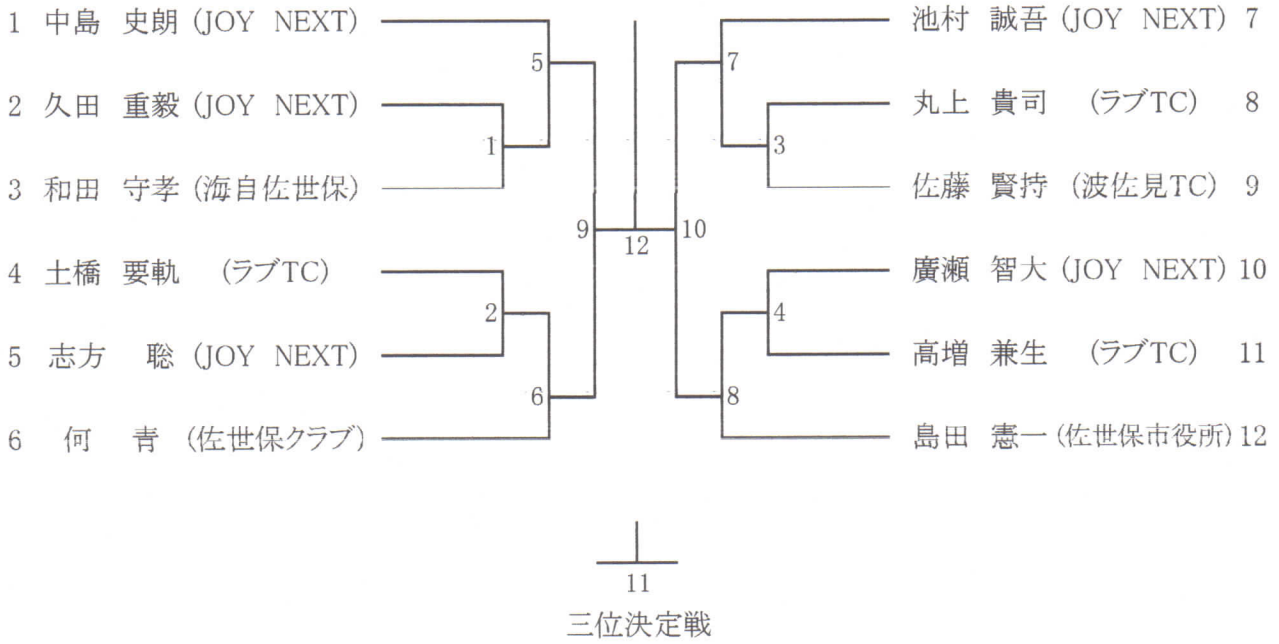 1 中島 史朗 (JOY NEXT)
5
2 久田 重毅 (JOY NEXT)
1
3 和田 守孝 (海自佐世保)
9
4 土橋 要軌 (ラブTC)
2
5 志方 聡 (JOY NEXT)
6
6 何 青 (佐世保クラブ)
12
池村 誠吾 (JOY NEXT) 7
7
丸上 貴司 (ラブTC) 8
3
佐藤 賢持 (波佐見TC) 9
10
廣瀬 智大 (JOY NEXT) 10
4
高増 兼生 (ラブTC) 11
8
島田 憲一 (佐世保市役所) 12
11
三位決定戦